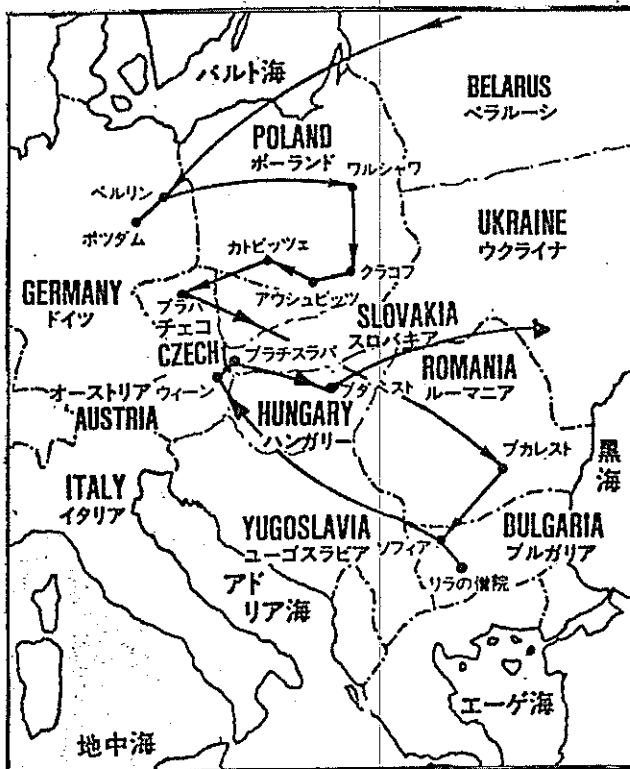 バルト海
BELARUS
ベラルーシ
POLAND
ポーランド
ワルシャワ
ベルリン
ポツダム
UKRAINE
ウクライナ
カトビッツェ
クラコフ
アウシュビッツ
GERMANY
ドイツ
プラハ
チェコ
CZECH
SLOVAKIA
スロバキア
ブラチスラバ
ROMANIA
ルーマニア
オーストリア ウィーン
ブタペスト
AUSTRIA
HUNGARY
ハンガリー
ブカレスト
黒海
ITALY
イタリア
YUGOSLAVIA
ユーゴスラビア
ソフィア
BULGARIA
ブルガリア
リラの僧院
アド
リア海
エーゲ海
地中海